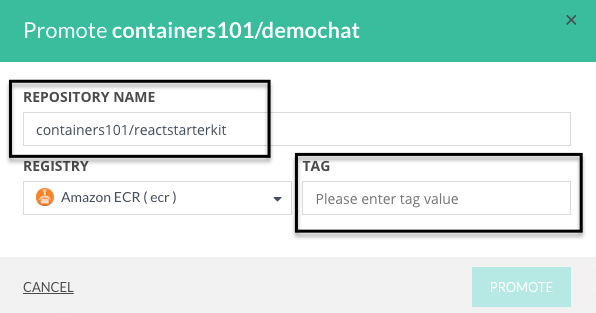 Promote containers101/demochat
REPOSITORY NAME
containers101/reactstarterkit
REGISTRY
Amazon ECR ( ecr )
TAG
Please enter tag value
CANCEL
PROMOTE